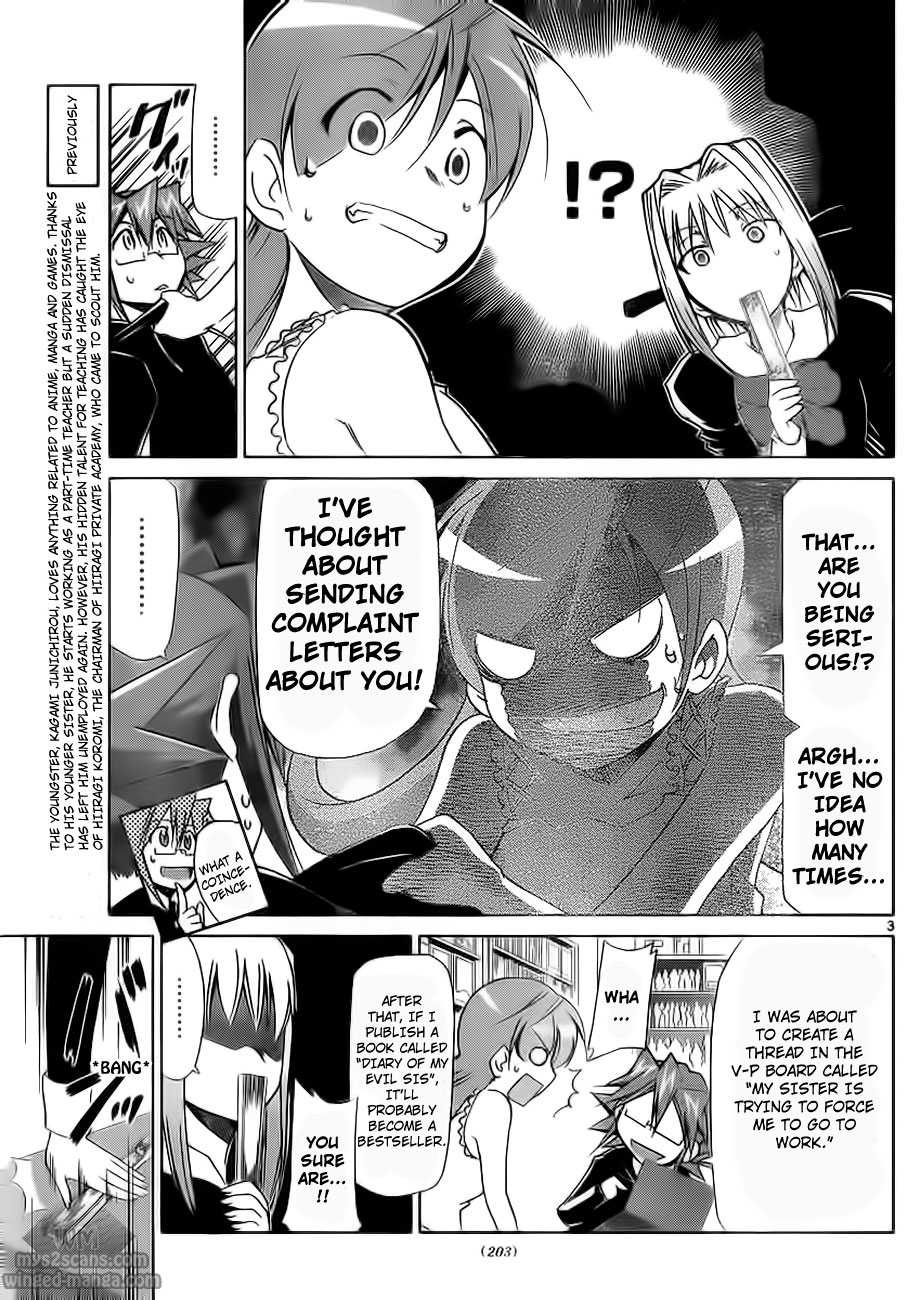 PREVIOUSLY
THE YOUNGSTER, KAGAMI JUNICHIROU, LOVES ANYTHING RELATED TO ANIME, MANGA AND GAMES. THANKS
TO HIS YOUNGER SISTER, HE STARTS WORKING AS A PART-TIME TEACHER BUT A SUDDEN DISMISSAL
HAS LEFT HIM UNEMPLOYED AGAIN. HOWEVER, HIS HIDDEN TALENT FOR TEACHING HAS CAUGHT THE EYE
OF HIIRAGI KOROMI, THE CHAIRMAN OF HIIRAGI PRIVATE ACADEMY, WHO CAME TO SCOUT HIM.
!?
........
グッ
THAT...
ARE
YOU
BEING
SERI-
OUS!?
ARGH...
I'VE NO
IDEA
HOW
MANY
TIMES...
I'VE
THOUGHT
ABOUT
SENDING
COMPLAINT
LETTERS
ABOUT YOU!
........
WHAT A
COINCE-
DENCE.
3
I WAS ABOUT
TO CREATE A
THREAD IN THE
V-P BOARD CALLED
"MY SISTER IS
TRYING TO FORCE
ME TO GO TO
WORK."
WHA
...
AFTER
THAT, IF I
PUBLISH A
BOOK CALLED
"DIARY OF MY
EVIL SIS",
IT'LL
PROBABLY
BECOME A
BESTSELLER.
........
YOU
SURE
ARE...
!!
*BANG*
(203)
mys2scans.com
winged-manga.com